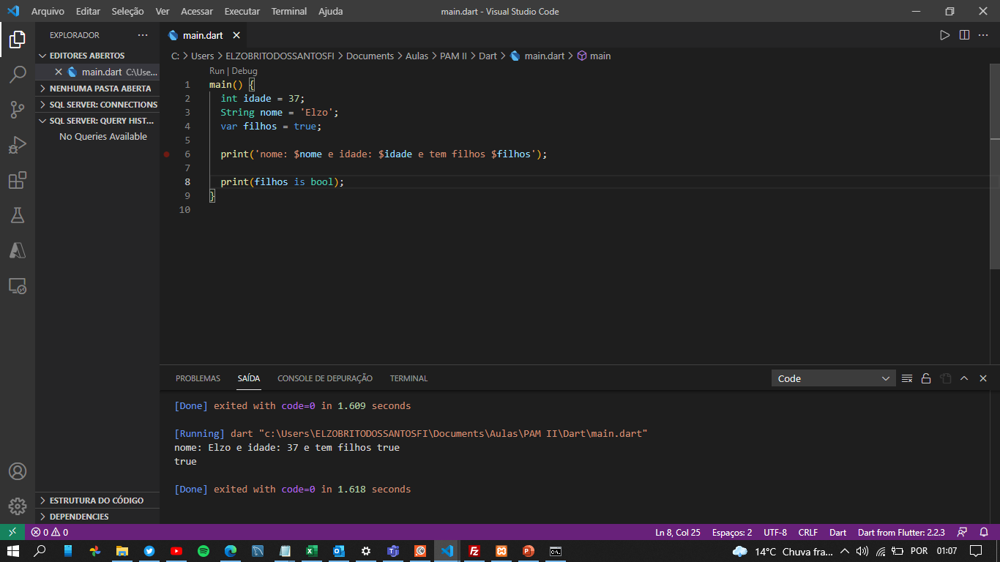 Arquivo Editar Seleção Ver Acessar Executar Terminal Ajuda
main.dart - Visual Studio Code
EXPLORADOR
main.dart
EDITORES ABERTOS
main.dart C:\Use...
NENHUMA PASTA ABERTA
SQL SERVER: CONNECTIONS
SQL SERVER: QUERY HIST...
No Queries Available
C: > Users > ELZOBRITODOSSANTOSFI > Documents > Aulas > PAM II > Dart > main.dart > main
Run | Debug
1 main() {
2 int idade = 37;
3 String nome = 'Elzo';
4 var filhos = true;
5
6 print('nome: $nome e idade: $idade e tem filhos $filhos');
7
8 print(filhos is bool);
9 }
10
PROBLEMAS SAÍDA CONSOLE DE DEPURAÇÃO TERMINAL
Code
[Done] exited with code=0 in 1.609 seconds
[Running] dart "c:\Users\ELZOBRITODOSSANTOSFI\Documents\Aulas\PAM II\Dart\main.dart"
nome: Elzo e idade: 37 e tem filhos true
true
[Done] exited with code=0 in 1.618 seconds
ESTRUTURA DO CÓDIGO
DEPENDENCIES
0 0
Ln 8, Col 25 Espaços: 2 UTF-8 CRLF Dart Dart from Flutter: 2.2.3
14°C Chuva fra... POR 01:07